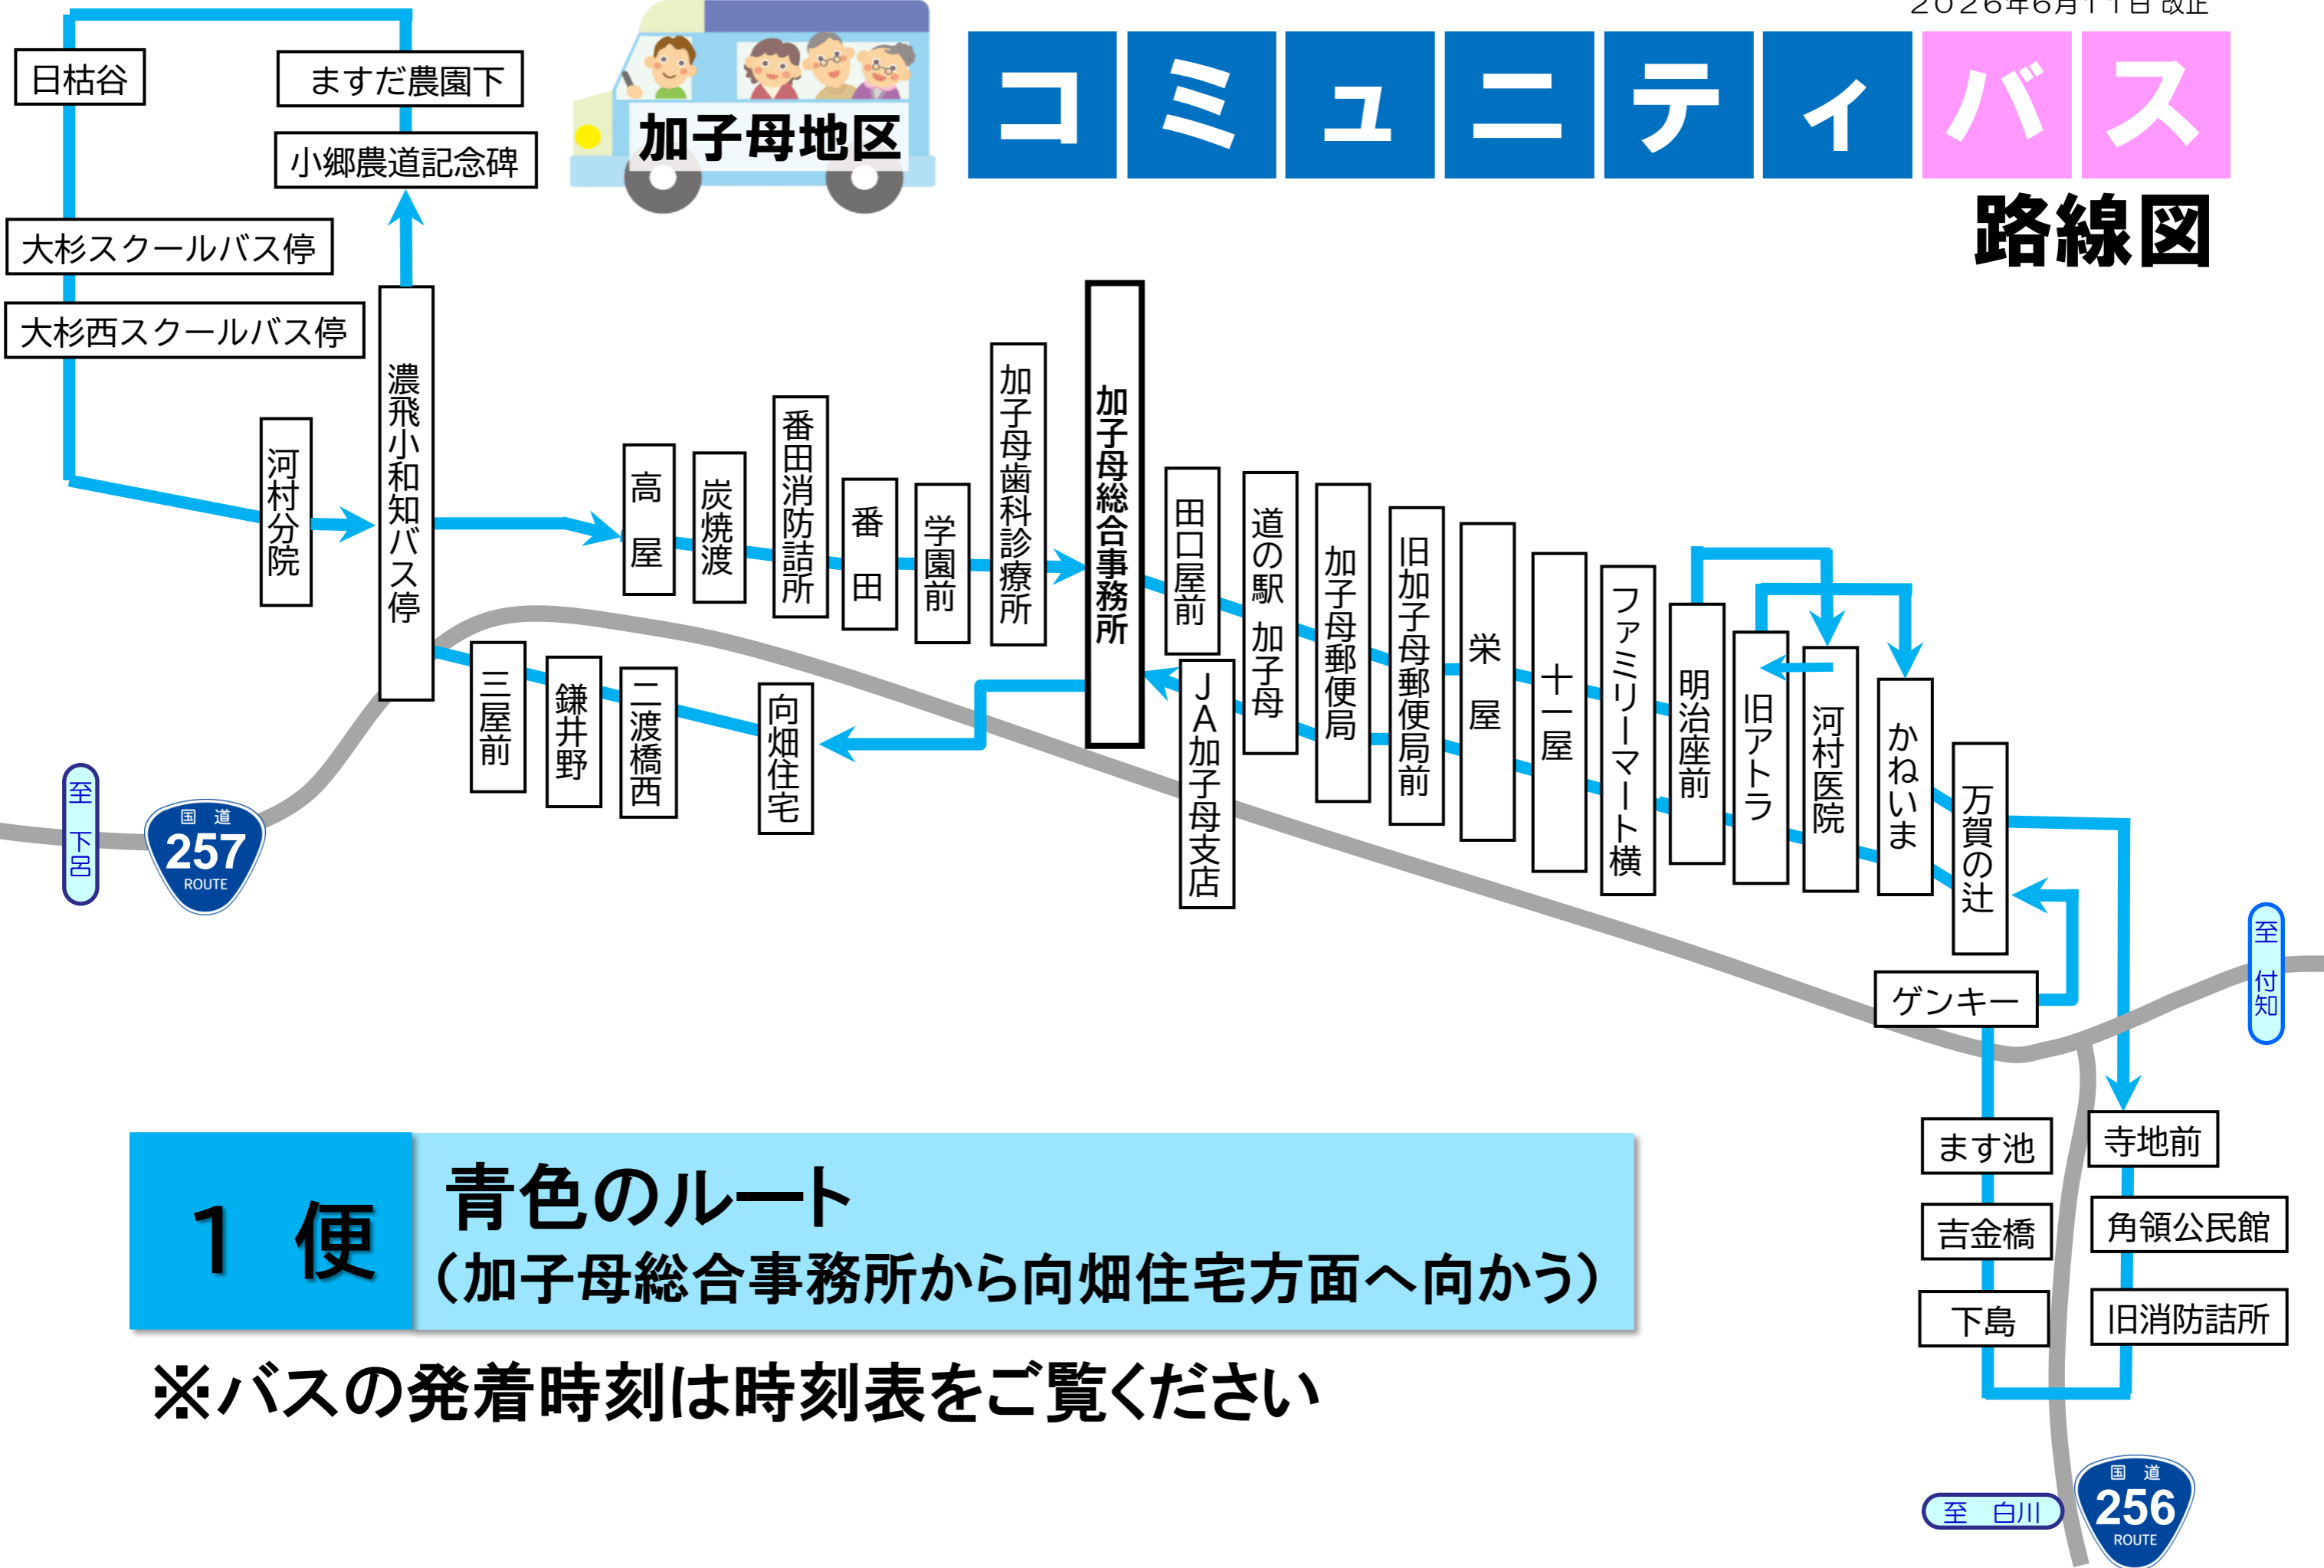 2026年6月11日 改正
コミュニティバス
路線図
加子母地区
日枯谷
ますだ農園下
小郷農道記念碑
大杉スクールバス停
大杉西スクールバス停
河村分院
濃飛小和知バス停
高屋
炭焼渡
番田消防詰所
番田
学園前
加子母歯科診療所
加子母総合事務所
田口屋前
道の駅 加子母
加子母郵便局
旧加子母郵便局前
栄屋
十一屋
ファミリーマート横
明治座前
旧アトラ
河村医院
かねいま
万賀の辻
三屋前
鎌井野
二渡橋西
向畑住宅
JA加子母支店
至 下呂
国道
257
ROUTE
至 付知
ゲンキー
ます池
吉金橋
下島
寺地前
角領公民館
旧消防詰所
至 白川
国道
256
ROUTE
1 便
青色のルート
（加子母総合事務所から向畑住宅方面へ向かう）
※バスの発着時刻は時刻表をご覧ください